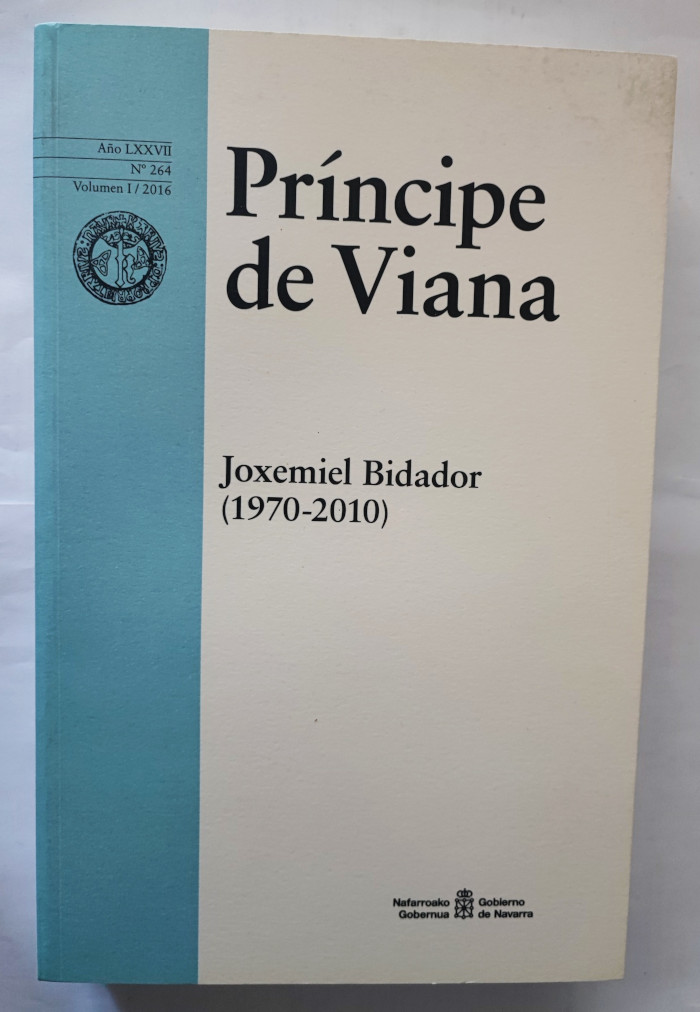 Año LXXVII
Nº 264
Volumen I / 2016
Príncipe
de Viana
Joxemiel Bidador
(1970-2010)
Nafarroako
Gobernua
Gobierno
de Navarra